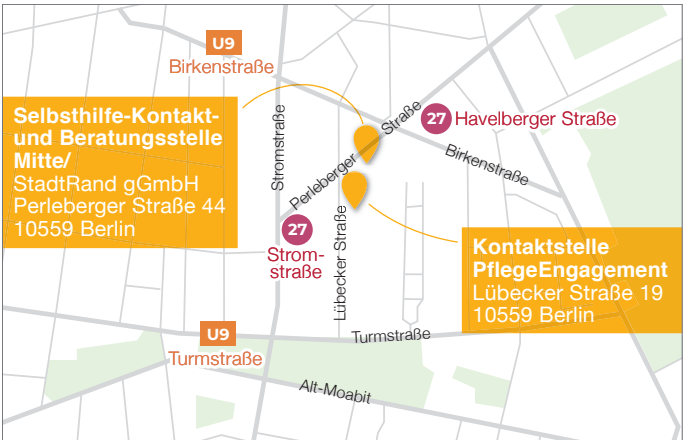 U9
Birkenstraße
Selbsthilfe-Kontakt-
und Beratungsstelle
Mitte/
StadtRand gGmbH
Perleberger Straße 44
10559 Berlin
Stromstraße
Perleberger Straße
27 Havelberger Straße
Birkenstraße
27
Strom-
straße
Lübecker Straße
Kontaktstelle
PflegeEngagement
Lübecker Straße 19
10559 Berlin
U9
Turmstraße
Turmstraße
Alt-Moabit